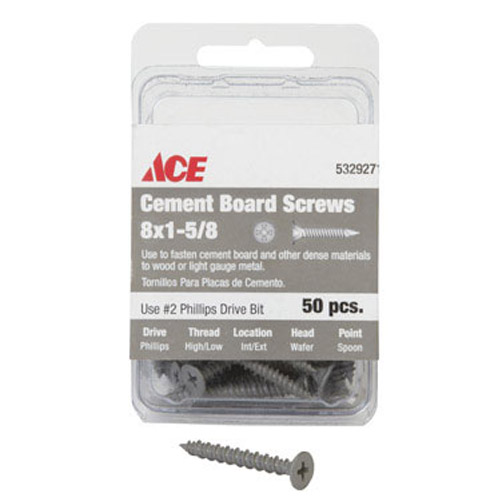 ACE
5329271
Cement Board Screws
8x1-5/8
Use to fasten cement board and other dense materials
to wood or light gauge metal.
Tornillos Para Placas de Cemento.
Use #2 Phillips Drive Bit
50 pcs.
Drive Thread Location Head Point
Phillips High/Low Int/Ext Wafer Spoon